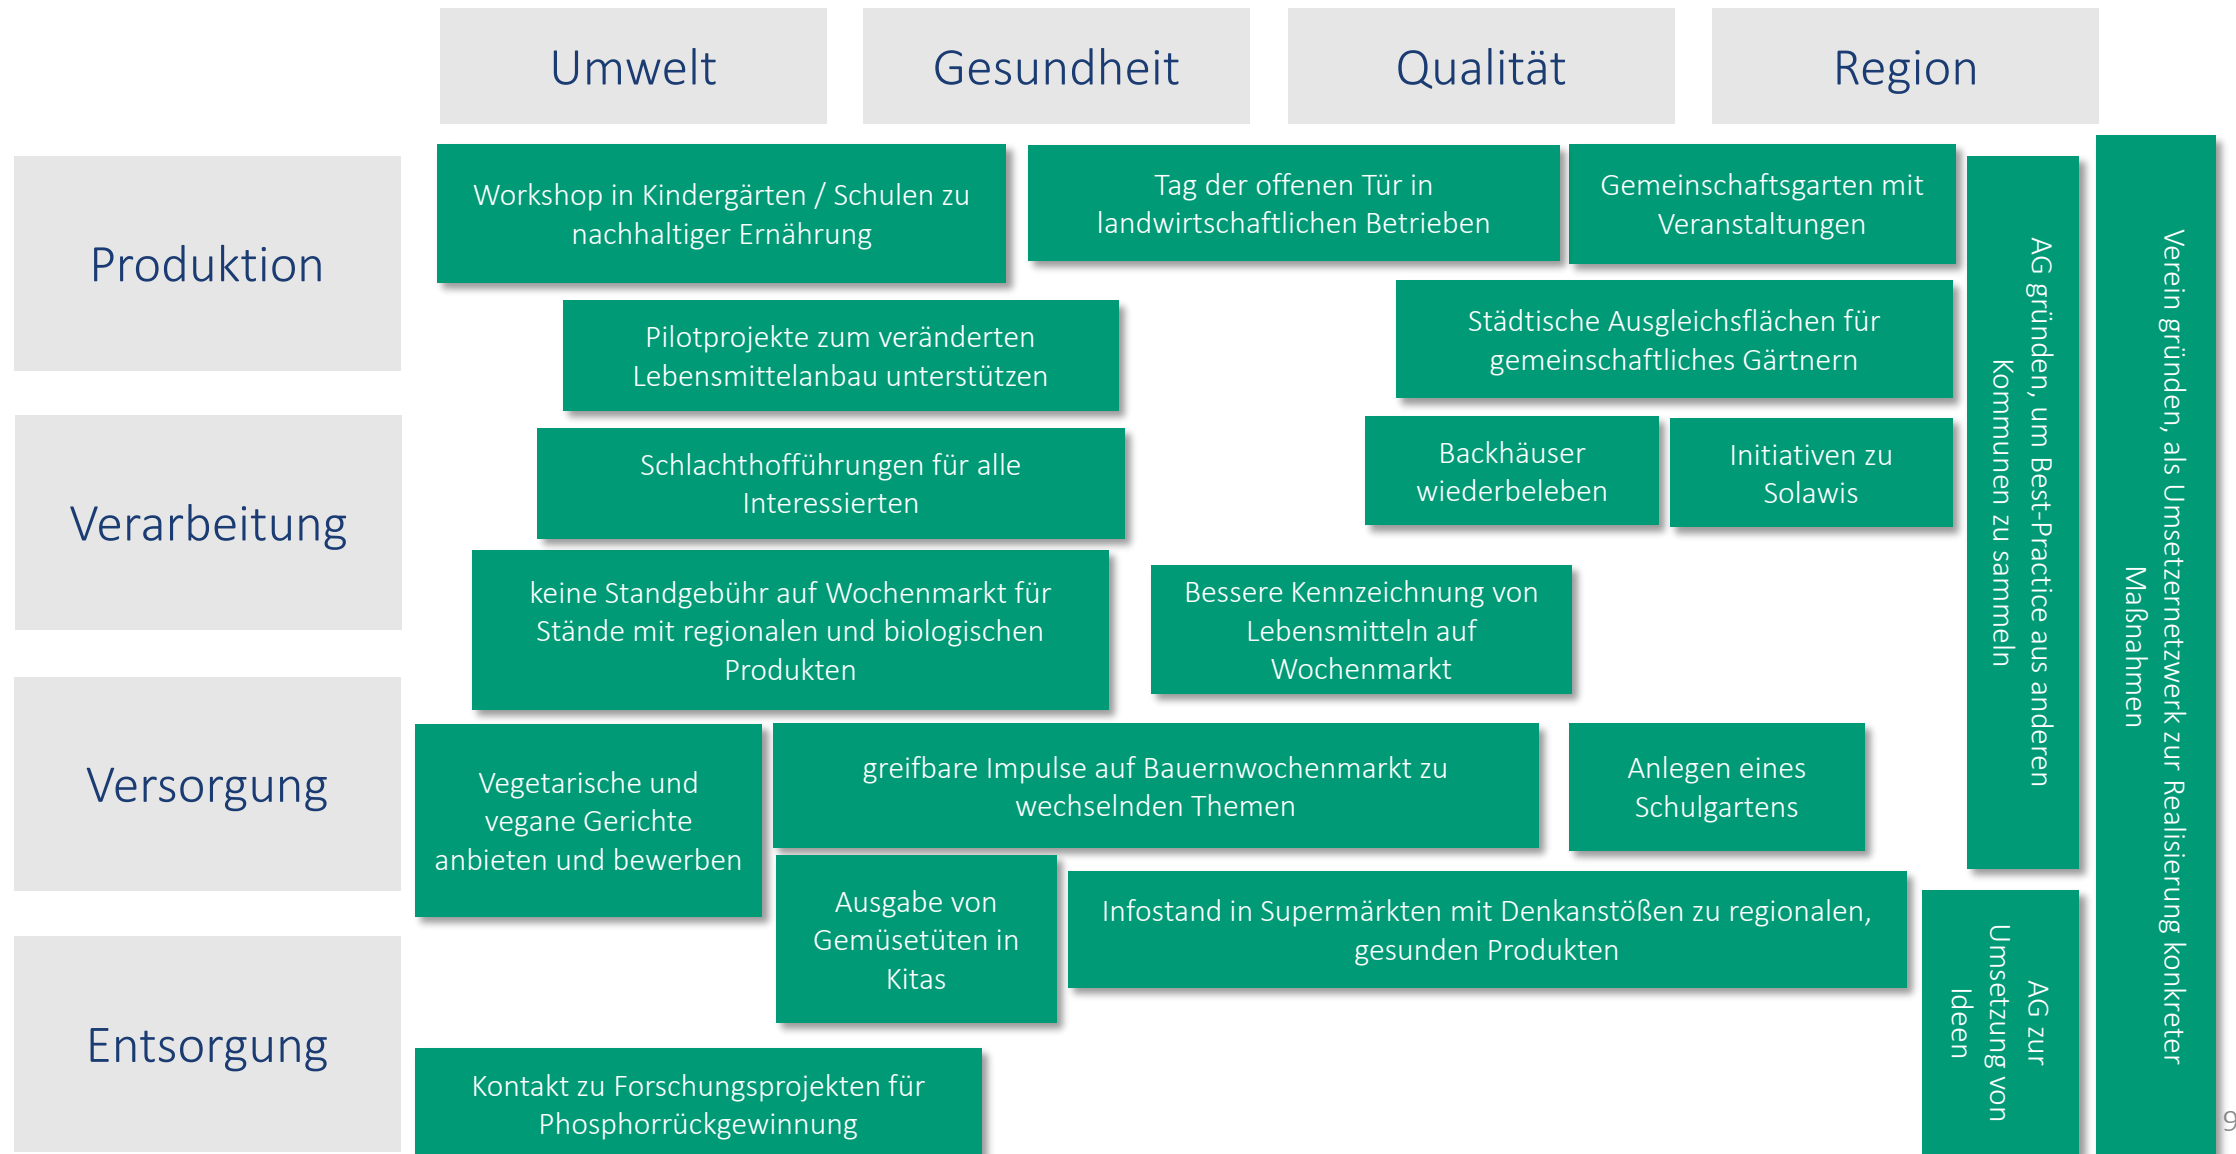 Umwelt
Gesundheit
Qualität
Region
Produktion
Workshop in Kindergärten / Schulen zu
nachhaltiger Ernährung
Tag der offenen Tür in
landwirtschaftlichen Betrieben
Gemeinschaftsgarten mit
Veranstaltungen
Pilotprojekte zum veränderten
Lebensmittelanbau unterstützen
Städtische Ausgleichsflächen für
gemeinschaftliches Gärtnern
Verarbeitung
Schlachthofführungen für alle
Interessierten
Backhäuser
wiederbeleben
Initiativen zu
Solawis
keine Standgebühr auf Wochenmarkt für
Stände mit regionalen und biologischen
Produkten
Bessere Kennzeichnung von
Lebensmitteln auf
Wochenmarkt
Versorgung
Vegetarische und
vegane Gerichte
anbieten und bewerben
greifbare Impulse auf Bauernwochenmarkt zu
wechselnden Themen
Anlegen eines
Schulgartens
Ausgabe von
Gemüsetüten in
Kitas
Infostand in Supermärkten mit Denkanstößen zu regionalen,
gesunden Produkten
Entsorgung
Kontakt zu Forschungsprojekten für
Phosphorrückgewinnung
AG gründen, um Best-Practice aus anderen
Kommunen zu sammeln
AG zur
Umsetzung von
Ideen
Verein gründen, als Umsetzernetzwerk zur Realisierung konkreter
Maßnahmen
9